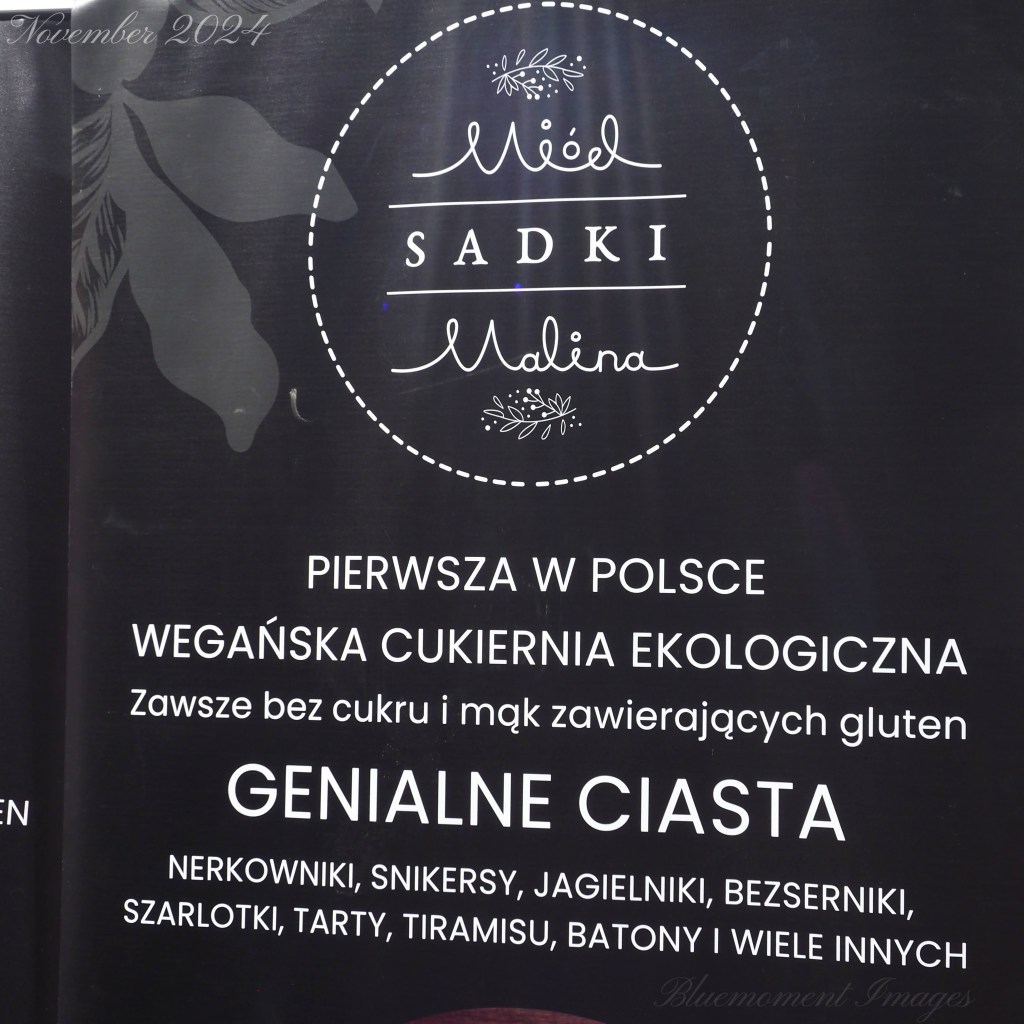 November 2024
Miód
SADKI
Malina
PIERWSZA W POLSCE
WEGAŃSKA CUKIERNIA EKOLOGICZNA
Zawsze bez cukru i mąk zawierających gluten
GENIALNE CIASTA
EN
NERKOWNIKI, SNIKERSY, JAGIELNIKI, BEZSERNIKI,
SZARLOTKI, TARTY, TIRAMISU, BATONY I WIELE INNYCH
Bluemoment Images